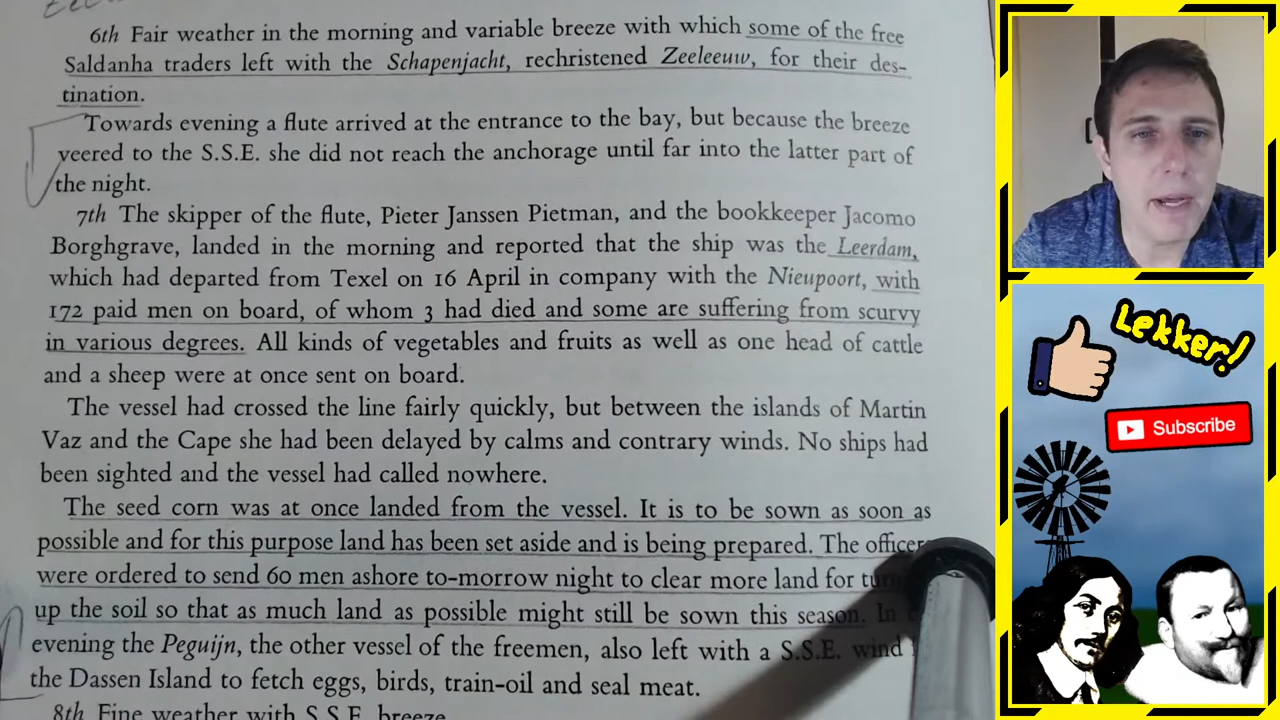 6th Fair weather in the morning and variable breeze with which some of the free
Saldanha traders left with the Schapenjacht, rechristened Zeeleeuw, for their des-
tination.
Towards evening a flute arrived at the entrance to the bay, but because the breeze
veered to the S.S.E. she did not reach the anchorage until far into the latter part of
the night.
7th The skipper of the flute, Pieter Janssen Pietman, and the bookkeeper Jacomo
Borghgrave, landed in the morning and reported that the ship was the Leerdam,
which had departed from Texel on 16 April in company with the Nieupoort, with
172 paid men on board, of whom 3 had died and some are suffering from scurvy
in various degrees. All kinds of vegetables and fruits as well as one head of cattle
and a sheep were at once sent on board.
The vessel had crossed the line fairly quickly, but between the islands of Martin
Vaz and the Cape she had been delayed by calms and contrary winds. No ships had
been sighted and the vessel had called nowhere.
The seed corn was at once landed from the vessel. It is to be sown as soon as
possible and for this purpose land has been set aside and is being prepared. The officers
were ordered to send 60 men ashore to-morrow night to clear more land for
up the soil so that as much land as possible might still be sown this season. In
evening the Peguijn, the other vessel of the freemen, also left with a S.S.E. wind
the Dassen Island to fetch eggs, birds, train-oil and seal meat.
8th Fine weather with S.S.E. breeze.
Lekker!
Subscribe